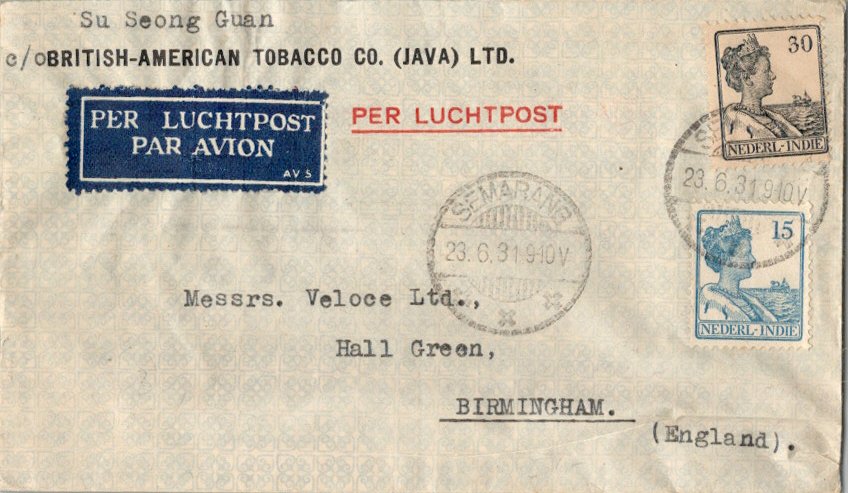 Su Seong Guan
c/o BRITISH-AMERICAN TOBACCO CO. (JAVA) LTD.
PER LUCHTPOST
PAR AVION
AVS
PER LUCHTPOST
30
NEDERL-INDIE
23.6.31.9-10V
15
NEDERL-INDIE
SEMARANG
23.6.31.9-10V
Messrs. Veloce Ltd.,
Hall Green,
BIRMINGHAM.
(England).